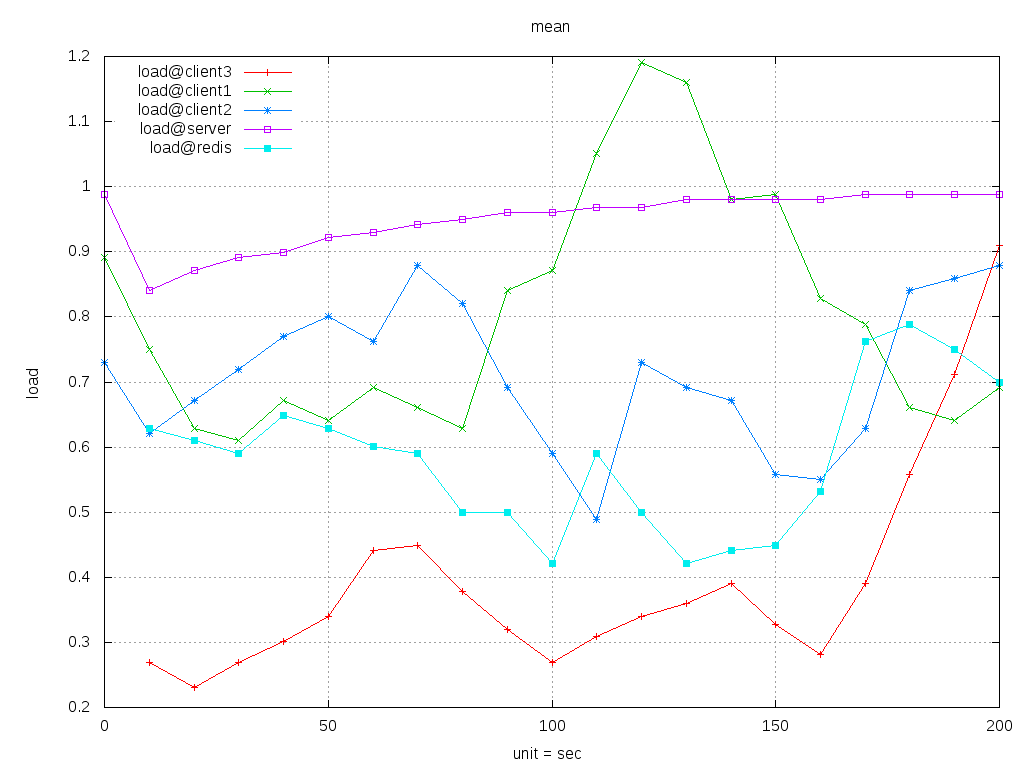 mean
load@client3
load@client1
load@client2
load@server
load@redis
1.2
1.1
1
0.9
0.8
0.7
0.6
0.5
0.4
0.3
0.2
load
0 50 100 150 200
unit = sec